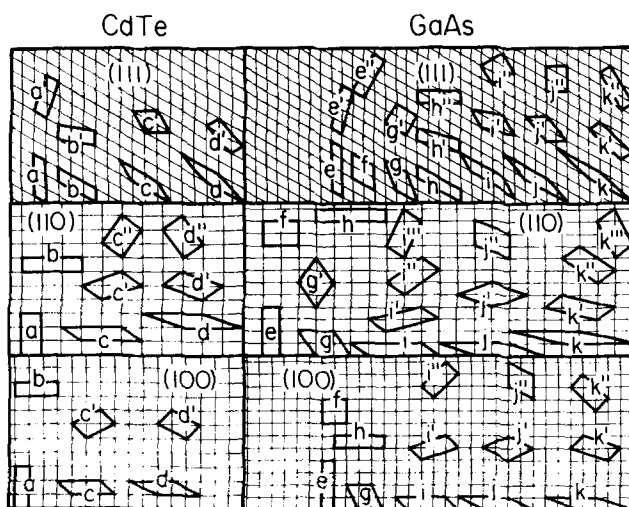 CdTe GaAs
(111) e" (111) i" j"
a' e' h" k"
b' c' d' g' h' i' j' k'
a b c d e f g h i j k
(110) c" d" f h i''' j" (110) k'''
b c' d' g' i" j' k"
a c d e g i' i j k' k
b (100) (100) f i" j" k"
c' d' h i' j' k'
a c d e g i j k